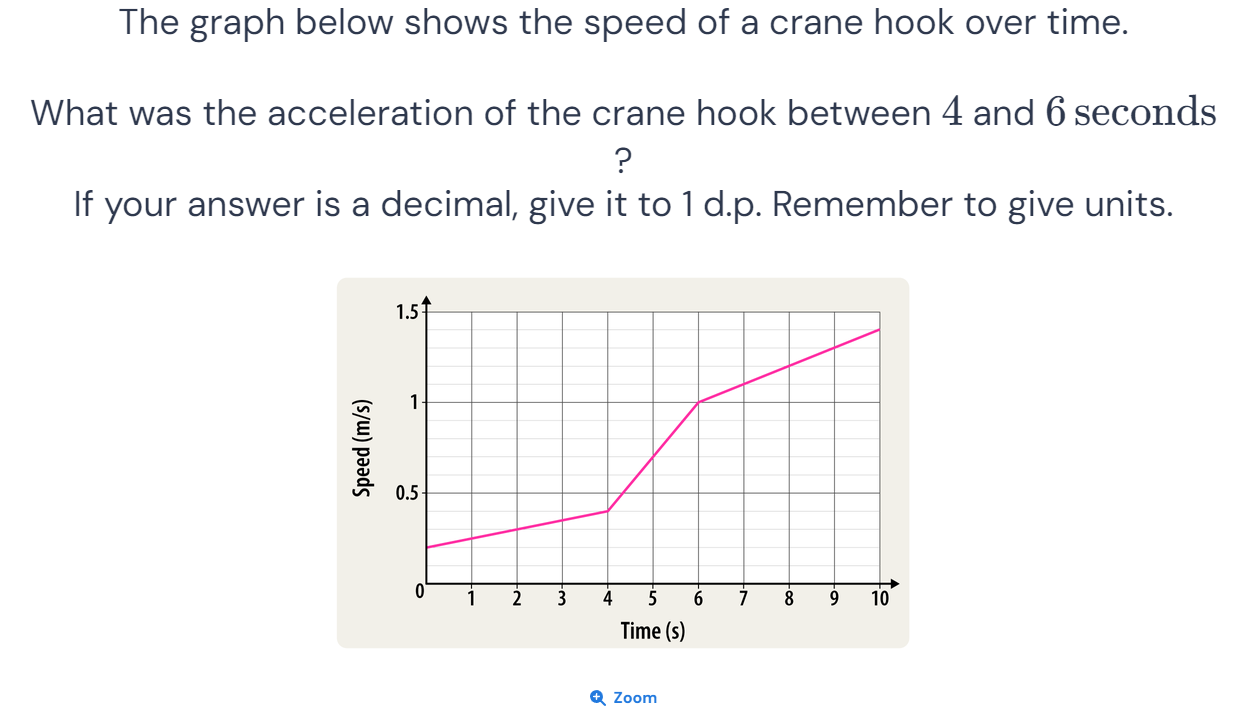 The graph below shows the speed of a crane hook over time.
What was the acceleration of the crane hook between 4 and 6 seconds
?
If your answer is a decimal, give it to 1 d.p. Remember to give units.
1.5
1
Speed (m/s)
0.5
0
1 2 3 4 5 6 7 8 9 10
Time (s)
Zoom